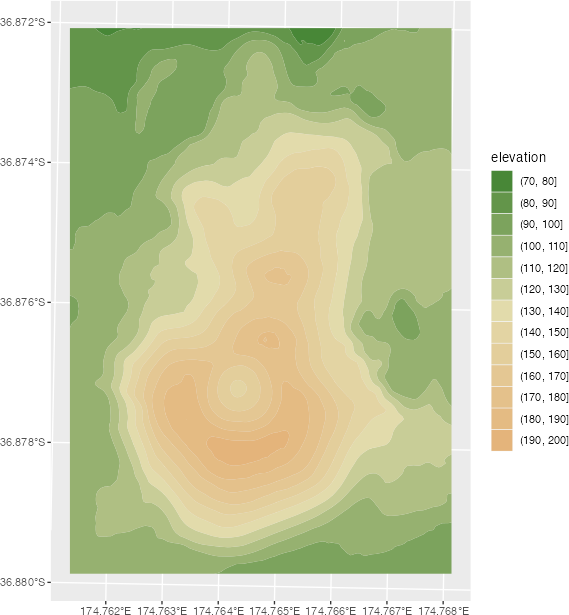 36.872°S
36.874°S
36.876°S
36.878°S
36.880°S
174.762°E 174.763°E 174.764°E 174.765°E 174.766°E 174.767°E 174.768°E
elevation
(70, 80]
(80, 90]
(90, 100]
(100, 110]
(110, 120]
(120, 130]
(130, 140]
(140, 150]
(150, 160]
(160, 170]
(170, 180]
(180, 190]
(190, 200]